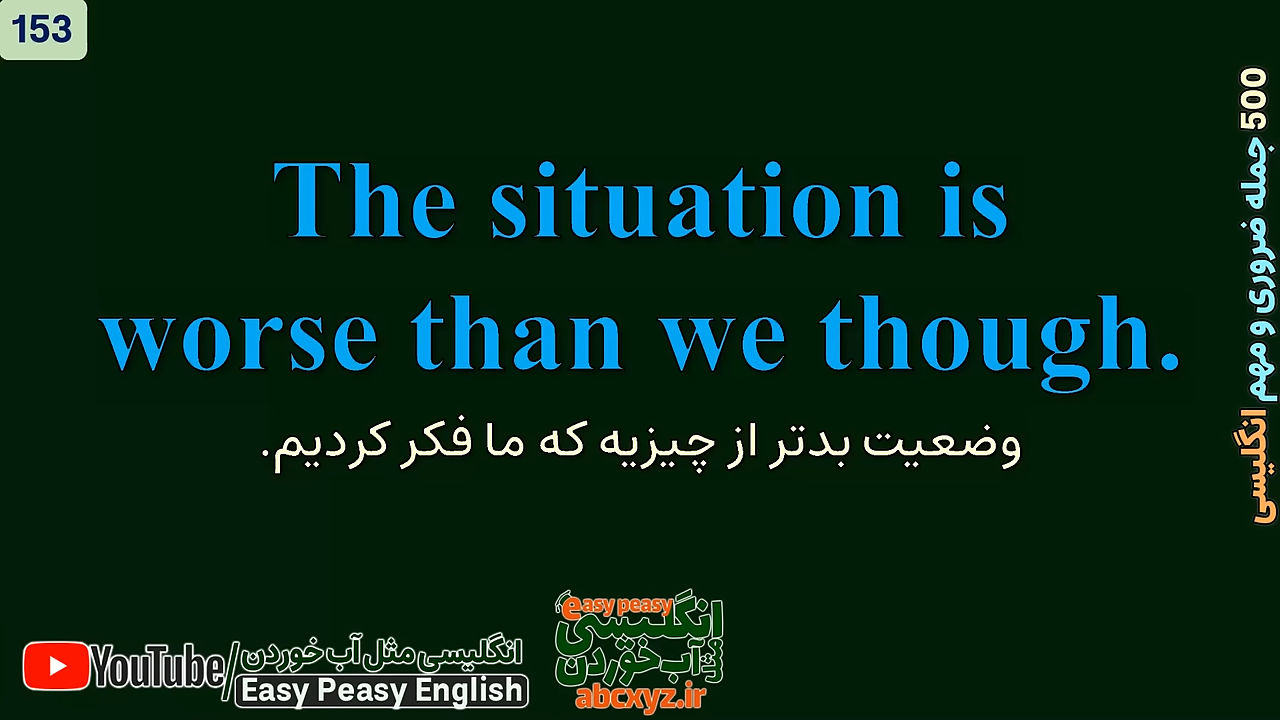 153
The situation is
worse than we though.
وضعیت بدتر از چیزیه که ما فکر کردیم.
500 جمله ضروری و مهم انگلیسی
YouTube/انگلیسی مثل آب خوردن
Easy Peasy English
easy peasy
انگلیسی
مثل آب خوردن
abcxyz.ir